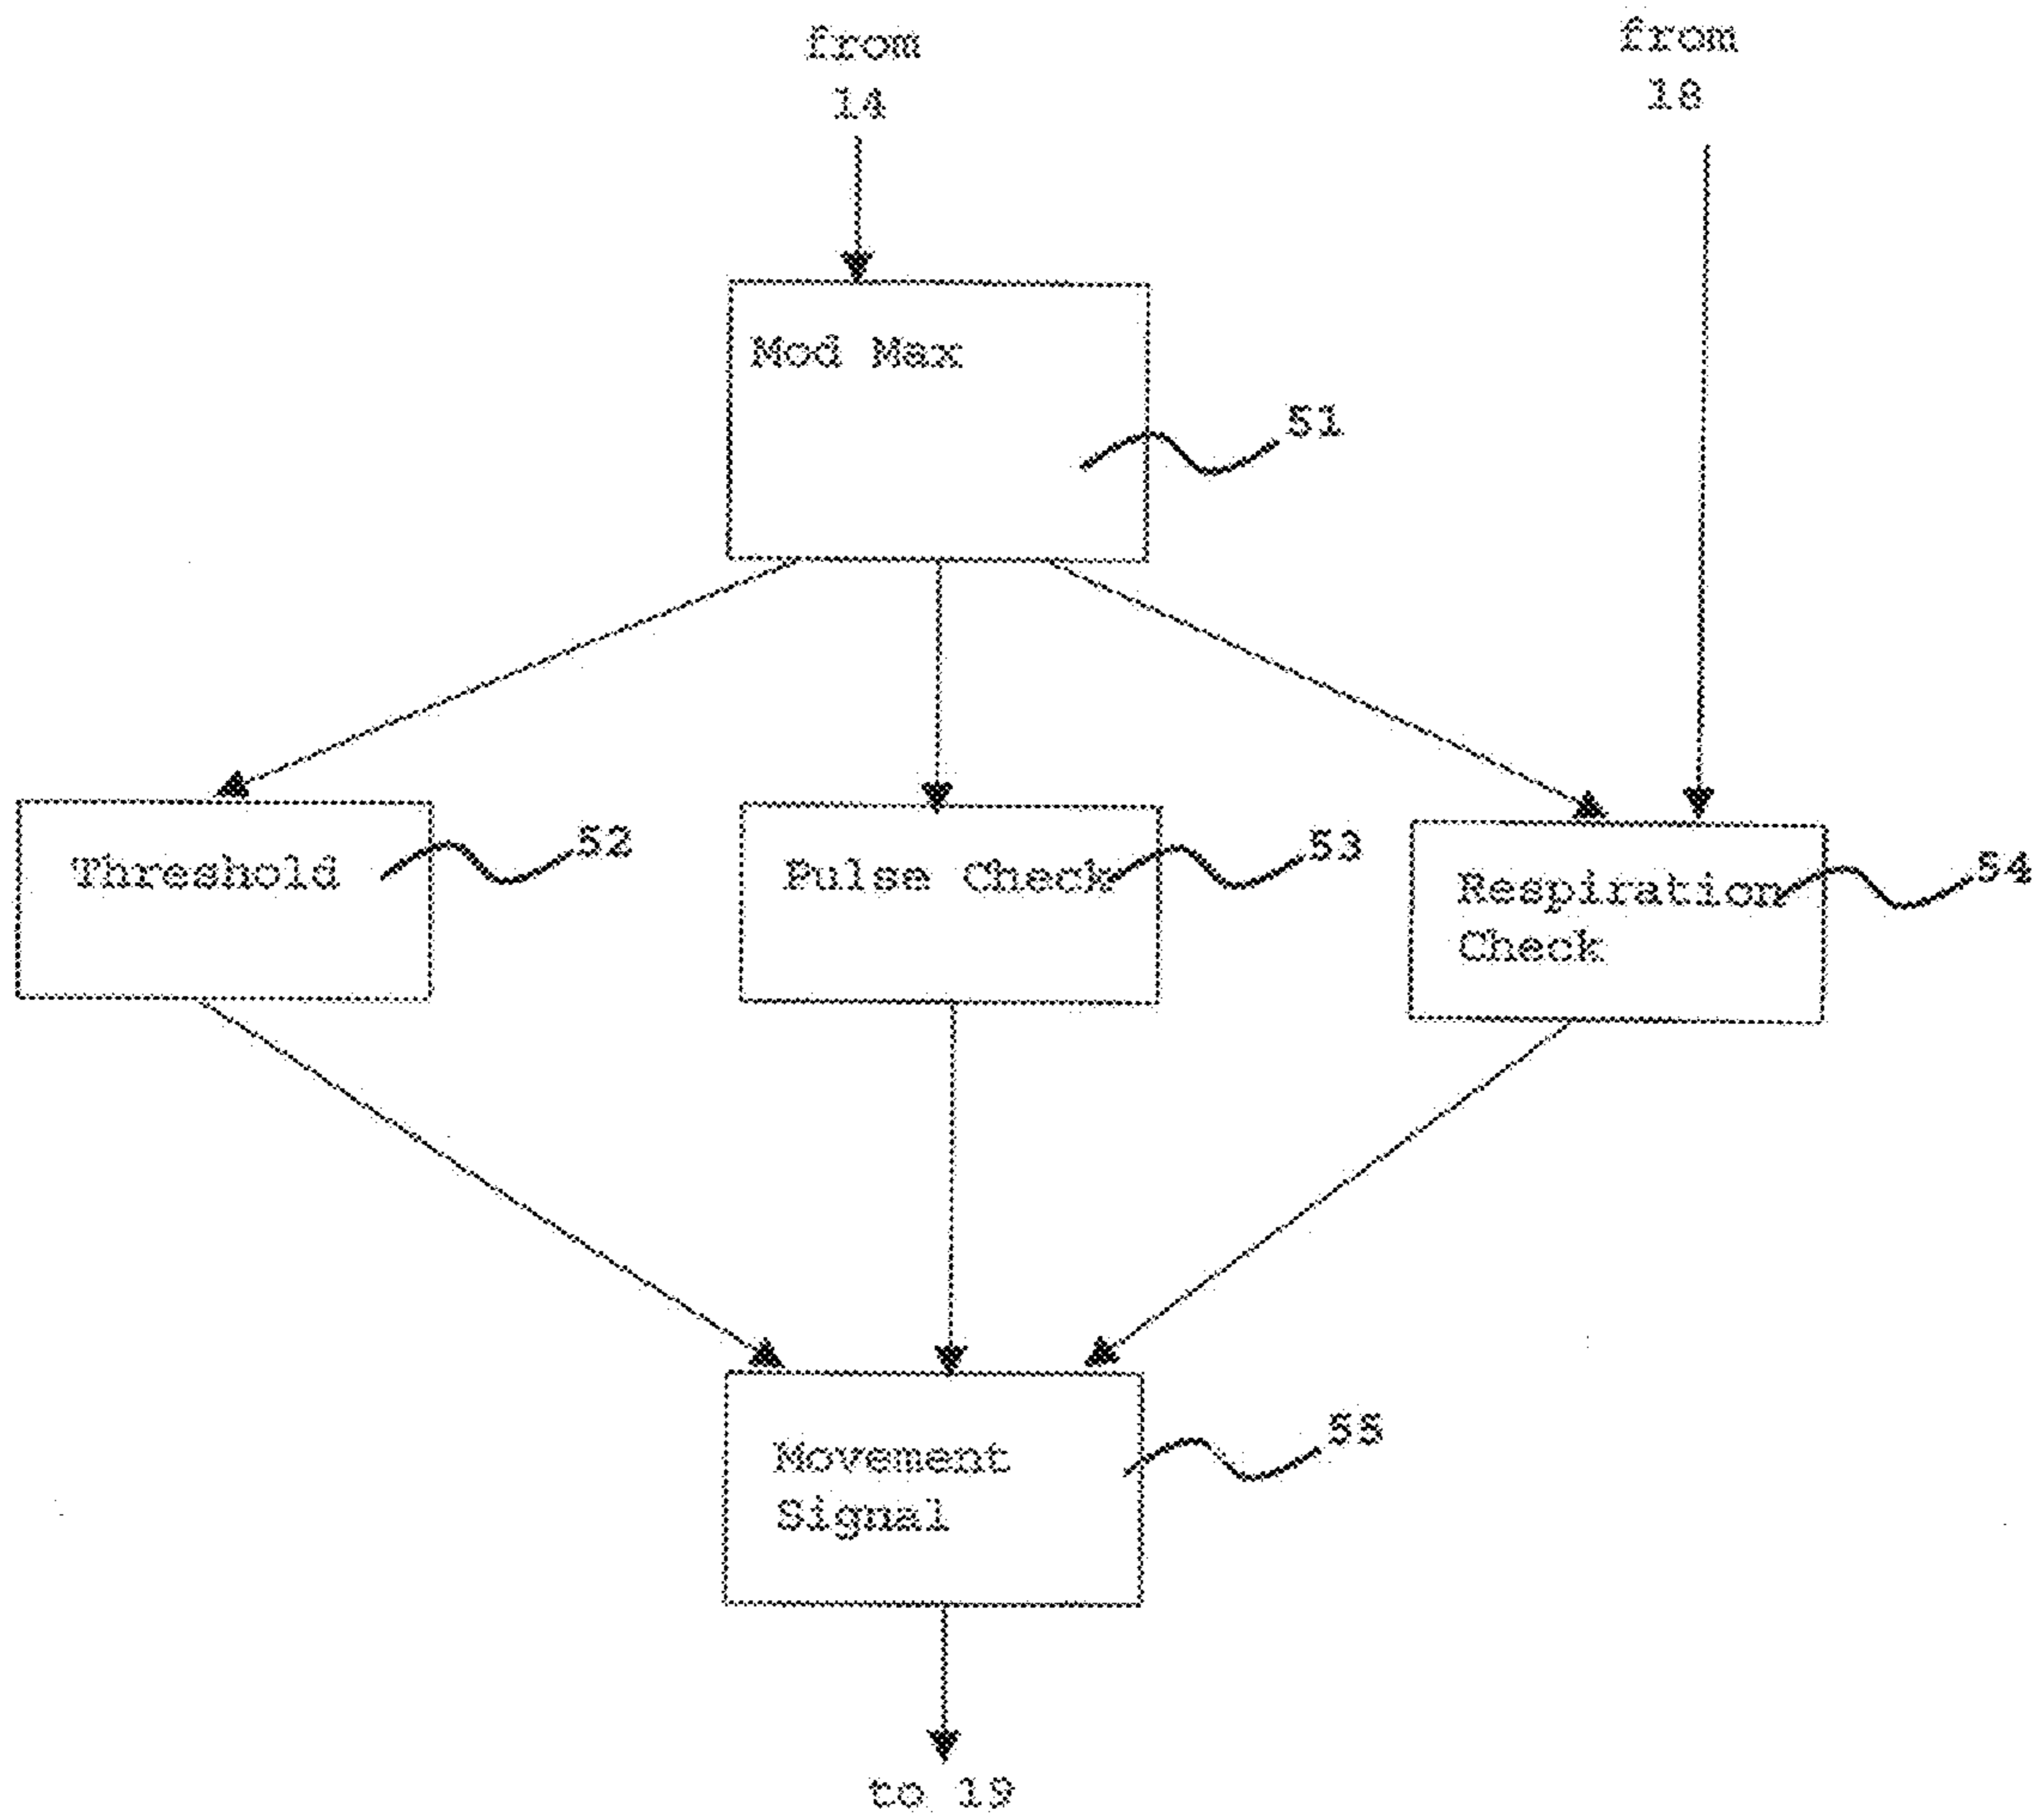 from
14
from
18
Mod Max
51
Threshold
52
Pulse Check
53
Respiration
Check
54
Movement
Signal
55
to 19